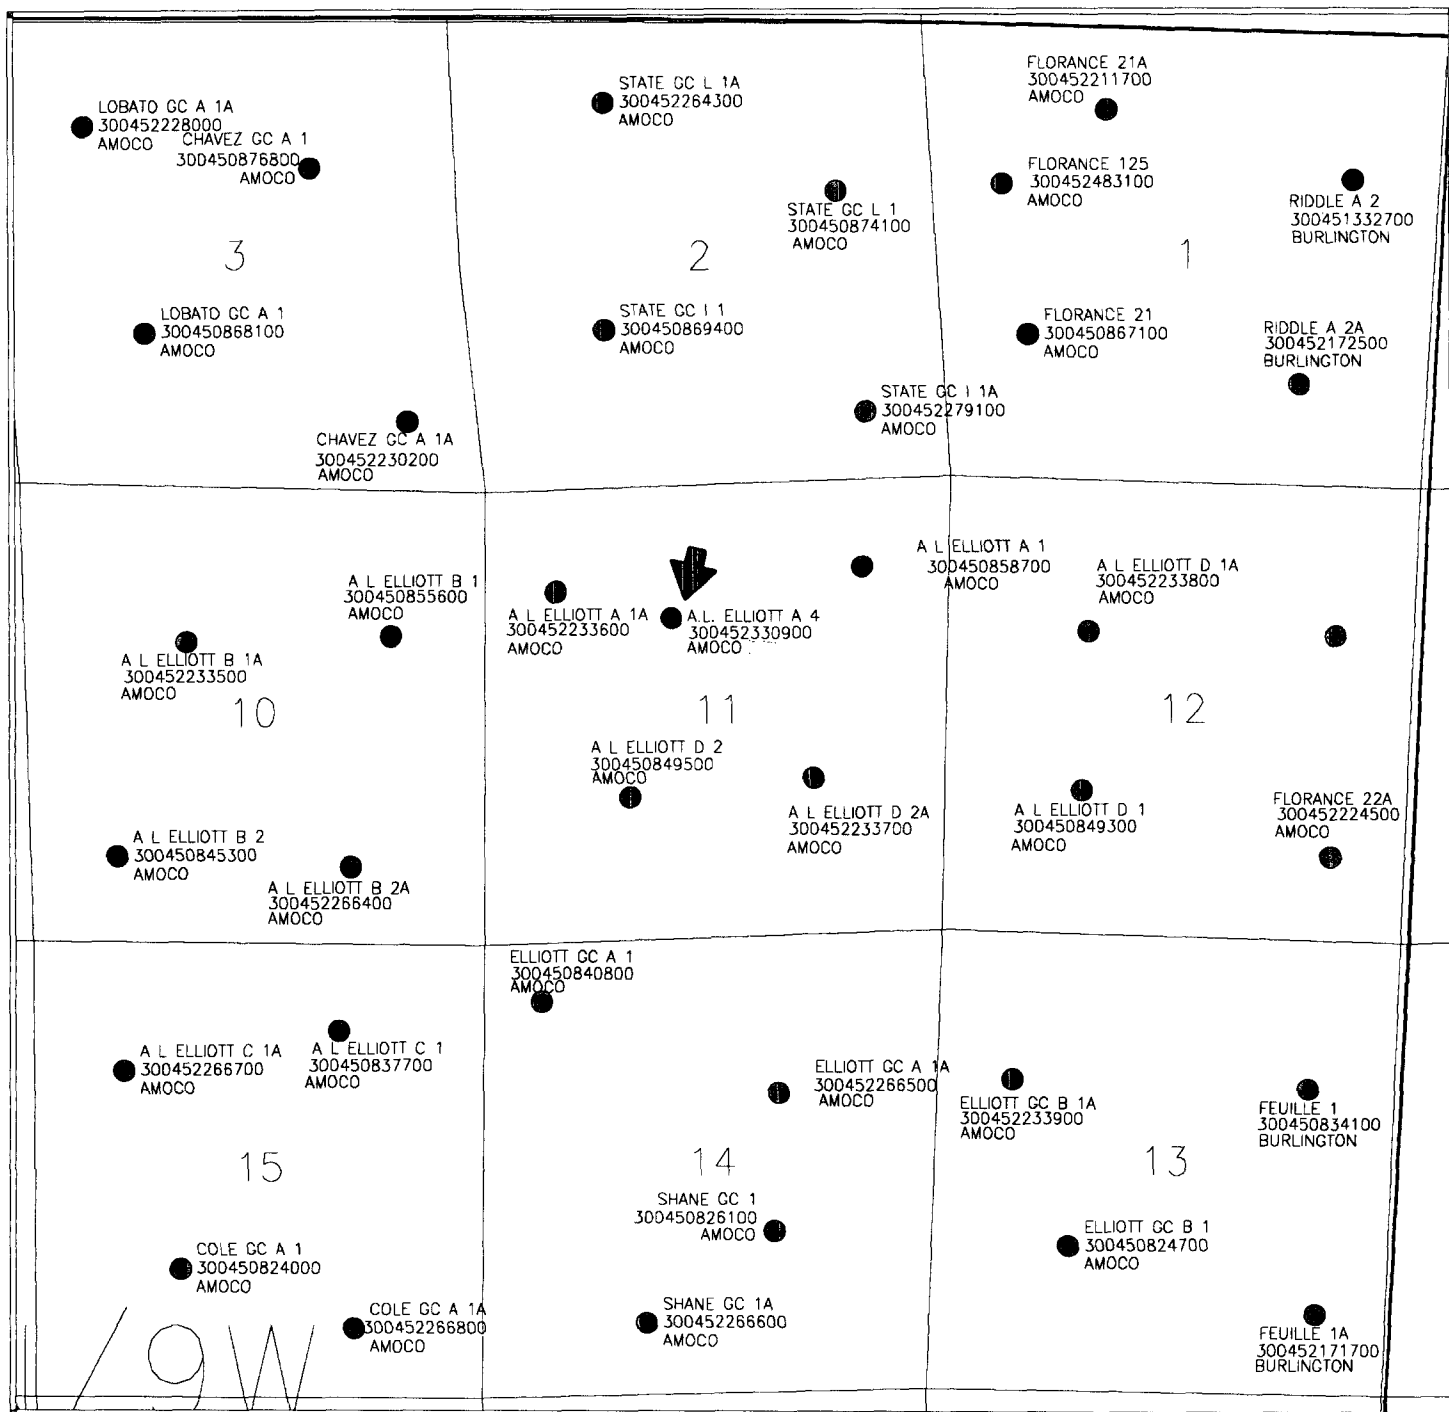 LOBATO GC A 1A
300452228000
AMOCO
CHAVEZ GC A 1
300450876800
AMOCO
3
LOBATO GC A 1
300450868100
AMOCO
CHAVEZ GC A 1A
300452230200
AMOCO
STATE GC L 1A
300452264300
AMOCO
STATE GC L 1
300450874100
AMOCO
2
STATE GC I 1
300450869400
AMOCO
STATE GC I 1A
300452279100
AMOCO
FLORANCE 21A
300452211700
AMOCO
FLORANCE 125
300452483100
AMOCO
RIDDLE A 2
300451332700
BURLINGTON
1
FLORANCE 21
300450867100
AMOCO
RIDDLE A 2A
300452172500
BURLINGTON
A L ELLIOTT B 1
300450855600
AMOCO
A L ELLIOTT B 1A
300452233500
AMOCO
10
A L ELLIOTT B 2
300450845300
AMOCO
A L ELLIOTT B 2A
300452266400
AMOCO
A L ELLIOTT A 1A
300452233600
AMOCO
A.L. ELLIOTT A 4
300452330900
AMOCO
A L ELLIOTT A 1
300450858700
AMOCO
11
A L ELLIOTT D 2
300450849500
AMOCO
A L ELLIOTT D 2A
300452233700
AMOCO
A L ELLIOTT D 1A
300452233800
AMOCO
12
A L ELLIOTT D 1
300450849300
AMOCO
FLORANCE 22A
300452224500
AMOCO
A L ELLIOTT C 1A
300452266700
AMOCO
A L ELLIOTT C 1
300450837700
AMOCO
15
COLE GC A 1
300450824000
AMOCO
COLE GC A 1A
300452266800
AMOCO
ELLIOTT GC A 1
300450840800
AMOCO
ELLIOTT GC A 1A
300452266500
AMOCO
14
SHANE GC 1
300450826100
AMOCO
SHANE GC 1A
300452266600
AMOCO
ELLIOTT GC B 1A
300452233900
AMOCO
FEUILLE 1
300450834100
BURLINGTON
13
ELLIOTT GC B 1
300450824700
AMOCO
FEUILLE 1A
300452171700
BURLINGTON
9W